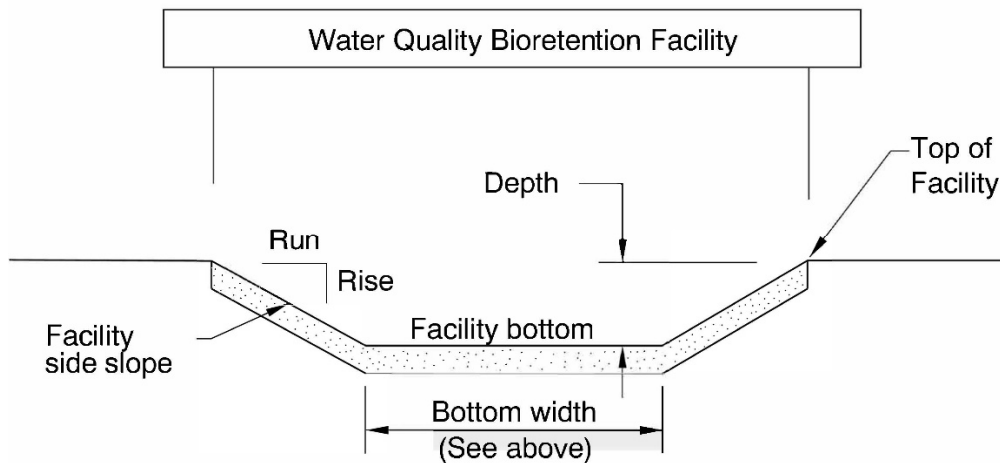 Water Quality Bioretention Facility
Top of
Facility
Depth
Run
Rise
Facility
side slope
Facility bottom
Bottom width
(See above)